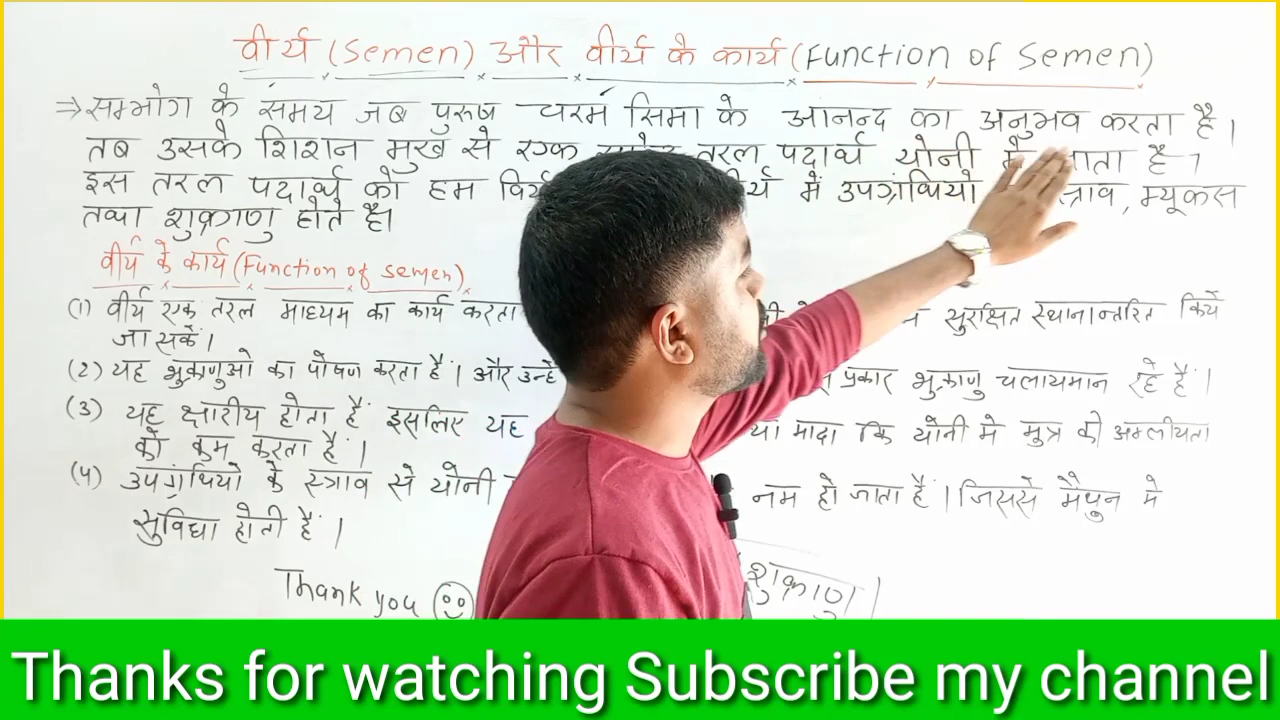 वीर्य (Semen) और वीर्य के कार्य (Function of Semen)
⇒ सम्भोग के संमय जब पुरुष चरमं सिमा के आनन्द का अनुभव करता है।
तब उसके शिशन मुख से एक तरल पदार्थ योनी मे जाता है।
इस तरल पदार्थ को हम विर्य में उपग्रंथियो स्त्राव, म्यूकस
तथा शुक्राणु होते है।
वीर्य के कार्य (Function of semen)
(1) वीर्य एक तरल माध्यम का कार्य करता सुरक्षित स्थानान्तरित किये
जा सकें।
(2) यह शुक्राणुओ का पोषण करता है। और उन्हे प्रकार शुक्राणु चलायमान रहे है।
(3) यह क्षारीय होता है इसलिए यह या मादा कि योनी मे मुत्र की अम्लीयता
को कम करता है।
(4) उपग्रंथियो के स्त्राव से योनी नम हो जाता है। जिससे मैथुन मे
सुविधा होती है।
Thank you
शुक्राणु
Thanks for watching Subscribe my channel